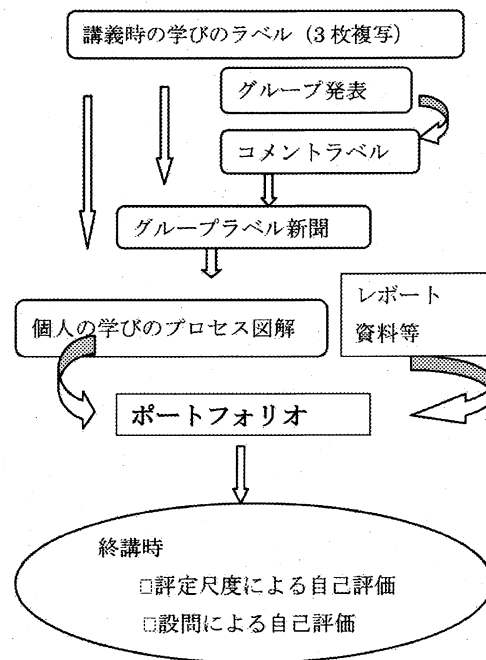 講義時の学びのラベル（3枚複写）
グループ発表
コメントラベル
グループラベル新聞
個人の学びのプロセス図解
レポート
資料等
ポートフォリオ
終講時
□評定尺度による自己評価
□設問による自己評価